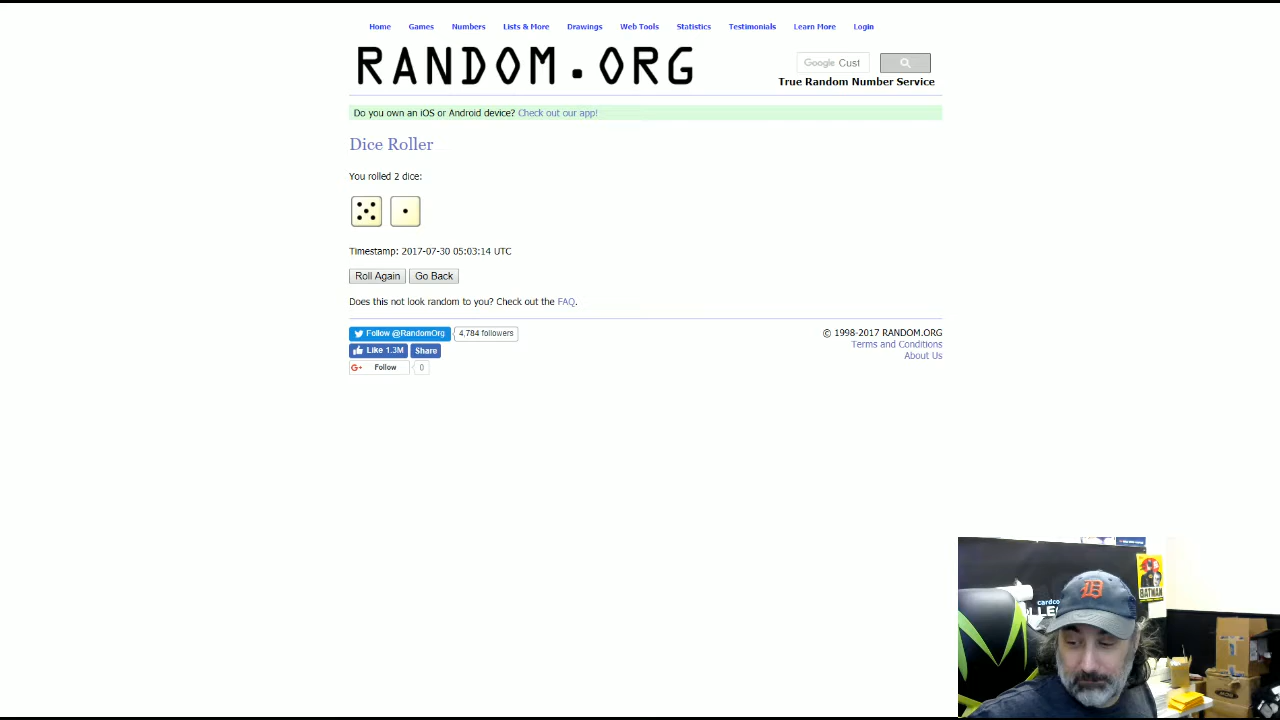 Home Games Numbers Lists & More Drawings Web Tools Statistics Testimonials Learn More Login
RANDOM.ORG
Google Cust
True Random Number Service
Do you own an iOS or Android device? Check out our app!
Dice Roller
You rolled 2 dice:
Timestamp: 2017-07-30 05:03:14 UTC
Roll Again Go Back
Does this not look random to you? Check out the FAQ.
Follow @RandomOrg 4,784 followers
Like 1.3M Share
G+ Follow 0
© 1998-2017 RANDOM.ORG
Terms and Conditions
About Us
BATMAN
D